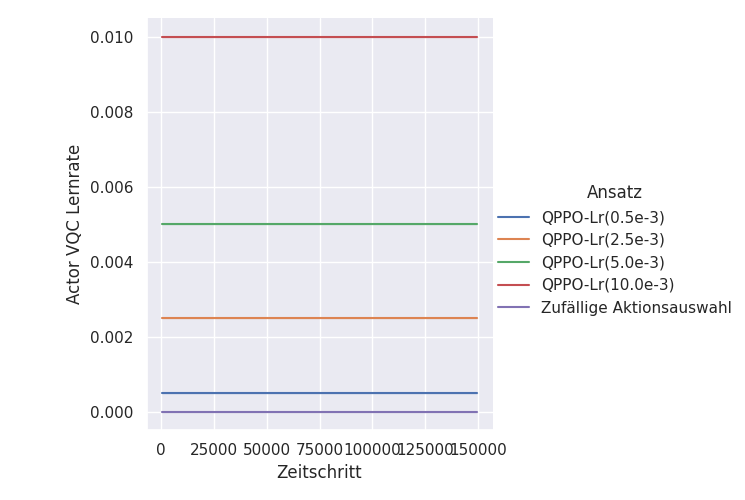 0.010
0.008
0.006
0.004
0.002
0.000
Actor VQC Lernrate
0 25000 50000 75000 100000 125000 150000
Zeitschritt
Ansatz
QPPO-Lr(0.5e-3)
QPPO-Lr(2.5e-3)
QPPO-Lr(5.0e-3)
QPPO-Lr(10.0e-3)
Zufällige Aktionsauswahl